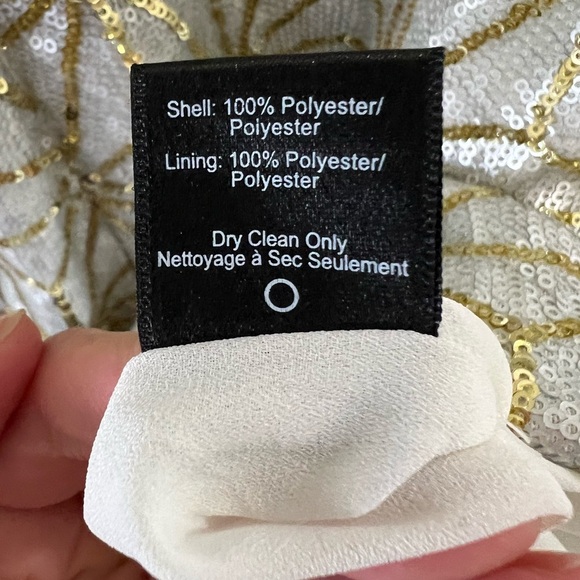 Shell: 100% Polyester/
Polyester
Lining: 100% Polyester/
Polyester
Dry Clean Only
Nettoyage à Sec Seulement